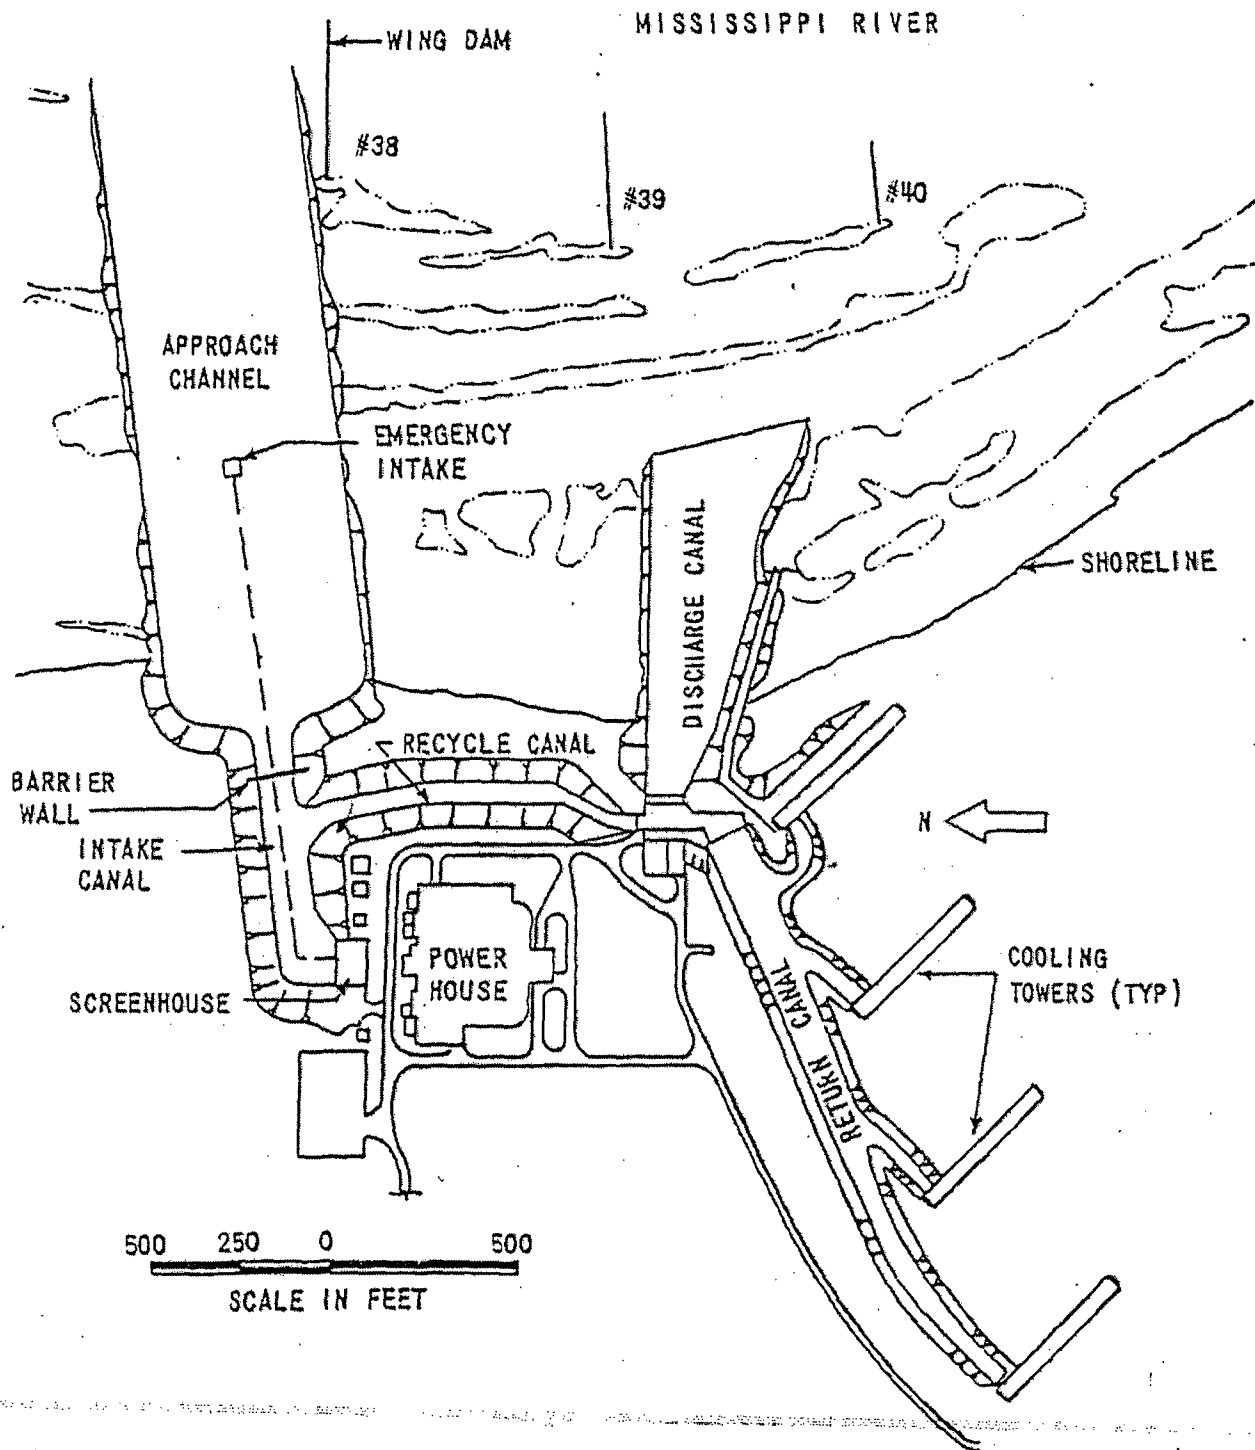 MISSISSIPPI RIVER
WING DAM
#38
#39
#40
APPROACH
CHANNEL
EMERGENCY
INTAKE
DISCHARGE CANAL
SHORELINE
RECYCLE CANAL
BARRIER
WALL
INTAKE
CANAL
N
POWER
HOUSE
SCREENHOUSE
COOLING
TOWERS (TYP)
RETURN CANAL
500 250 0 500
SCALE IN FEET